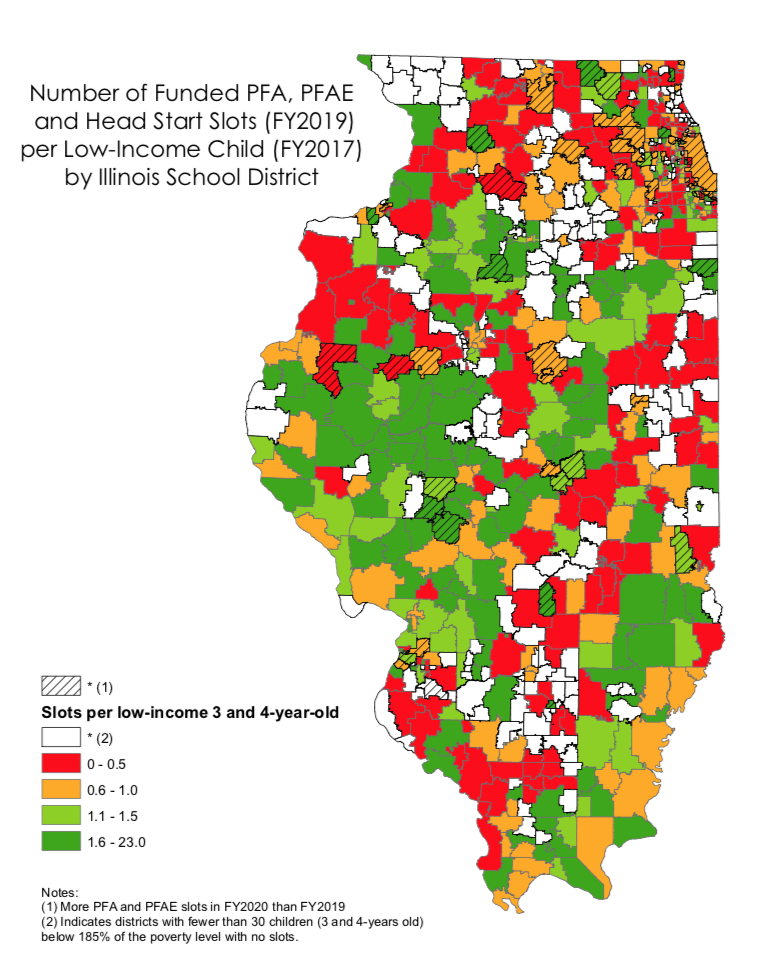 Number of Funded PFA, PFAE
and Head Start Slots (FY2019)
per Low-Income Child (FY2017)
by Illinois School District
* (1)
Slots per low-income 3 and 4-year-old
* (2)
0 - 0.5
0.6 - 1.0
1.1 - 1.5
1.6 - 23.0
Notes:
(1) More PFA and PFAE slots in FY2020 than FY2019
(2) Indicates districts with fewer than 30 children (3 and 4-years old)
below 185% of the poverty level with no slots.